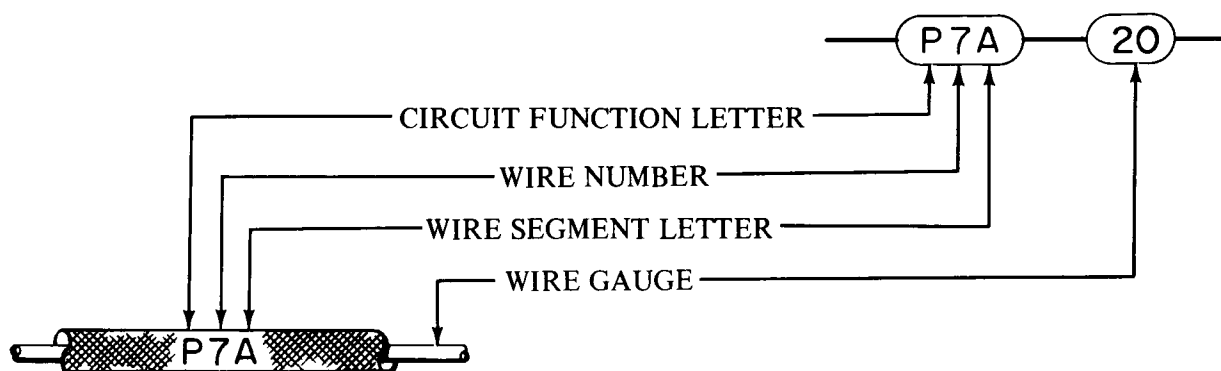 P7A 20
CIRCUIT FUNCTION LETTER
WIRE NUMBER
WIRE SEGMENT LETTER
WIRE GAUGE
P7A